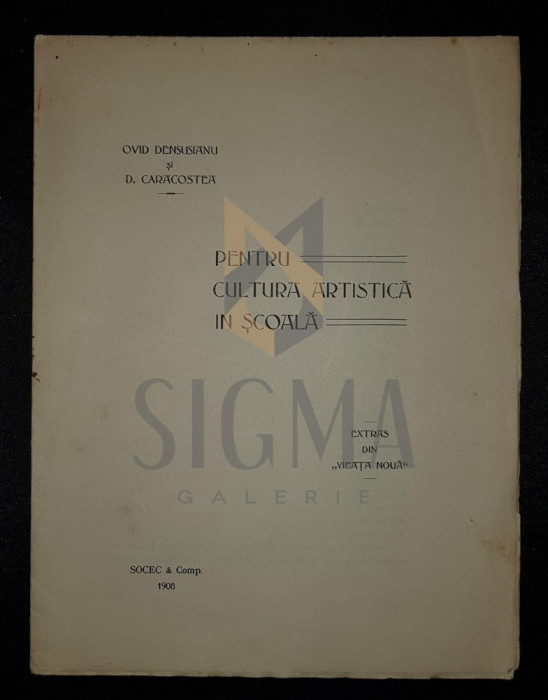 OVID DENSUSIANU
și
D. CARACOSTEA
PENTRU
CULTURA ARTISTICĂ
IN ȘCOALĂ
SIGMA
GALERIE
EXTRAS
DIN
„VIEAȚA NOUĂ”
SOCEC & Comp.
1908